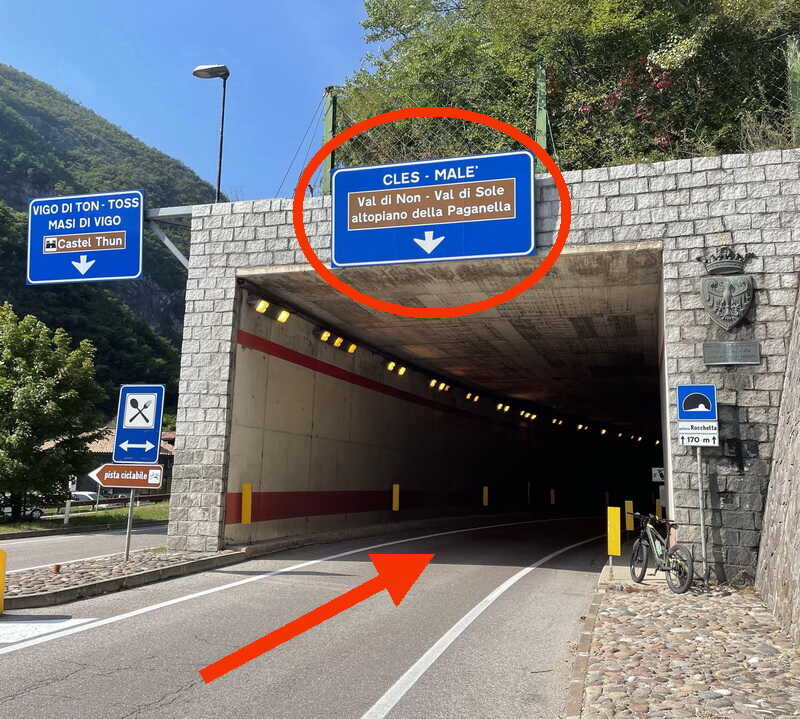 VIGO DI TON - TOSS
MASI DI VIGO
Castel Thun
CLES - MALE'
Val di Non - Val di Sole
altopiano della Paganella
pista ciclabile
Rocchetta
170 m